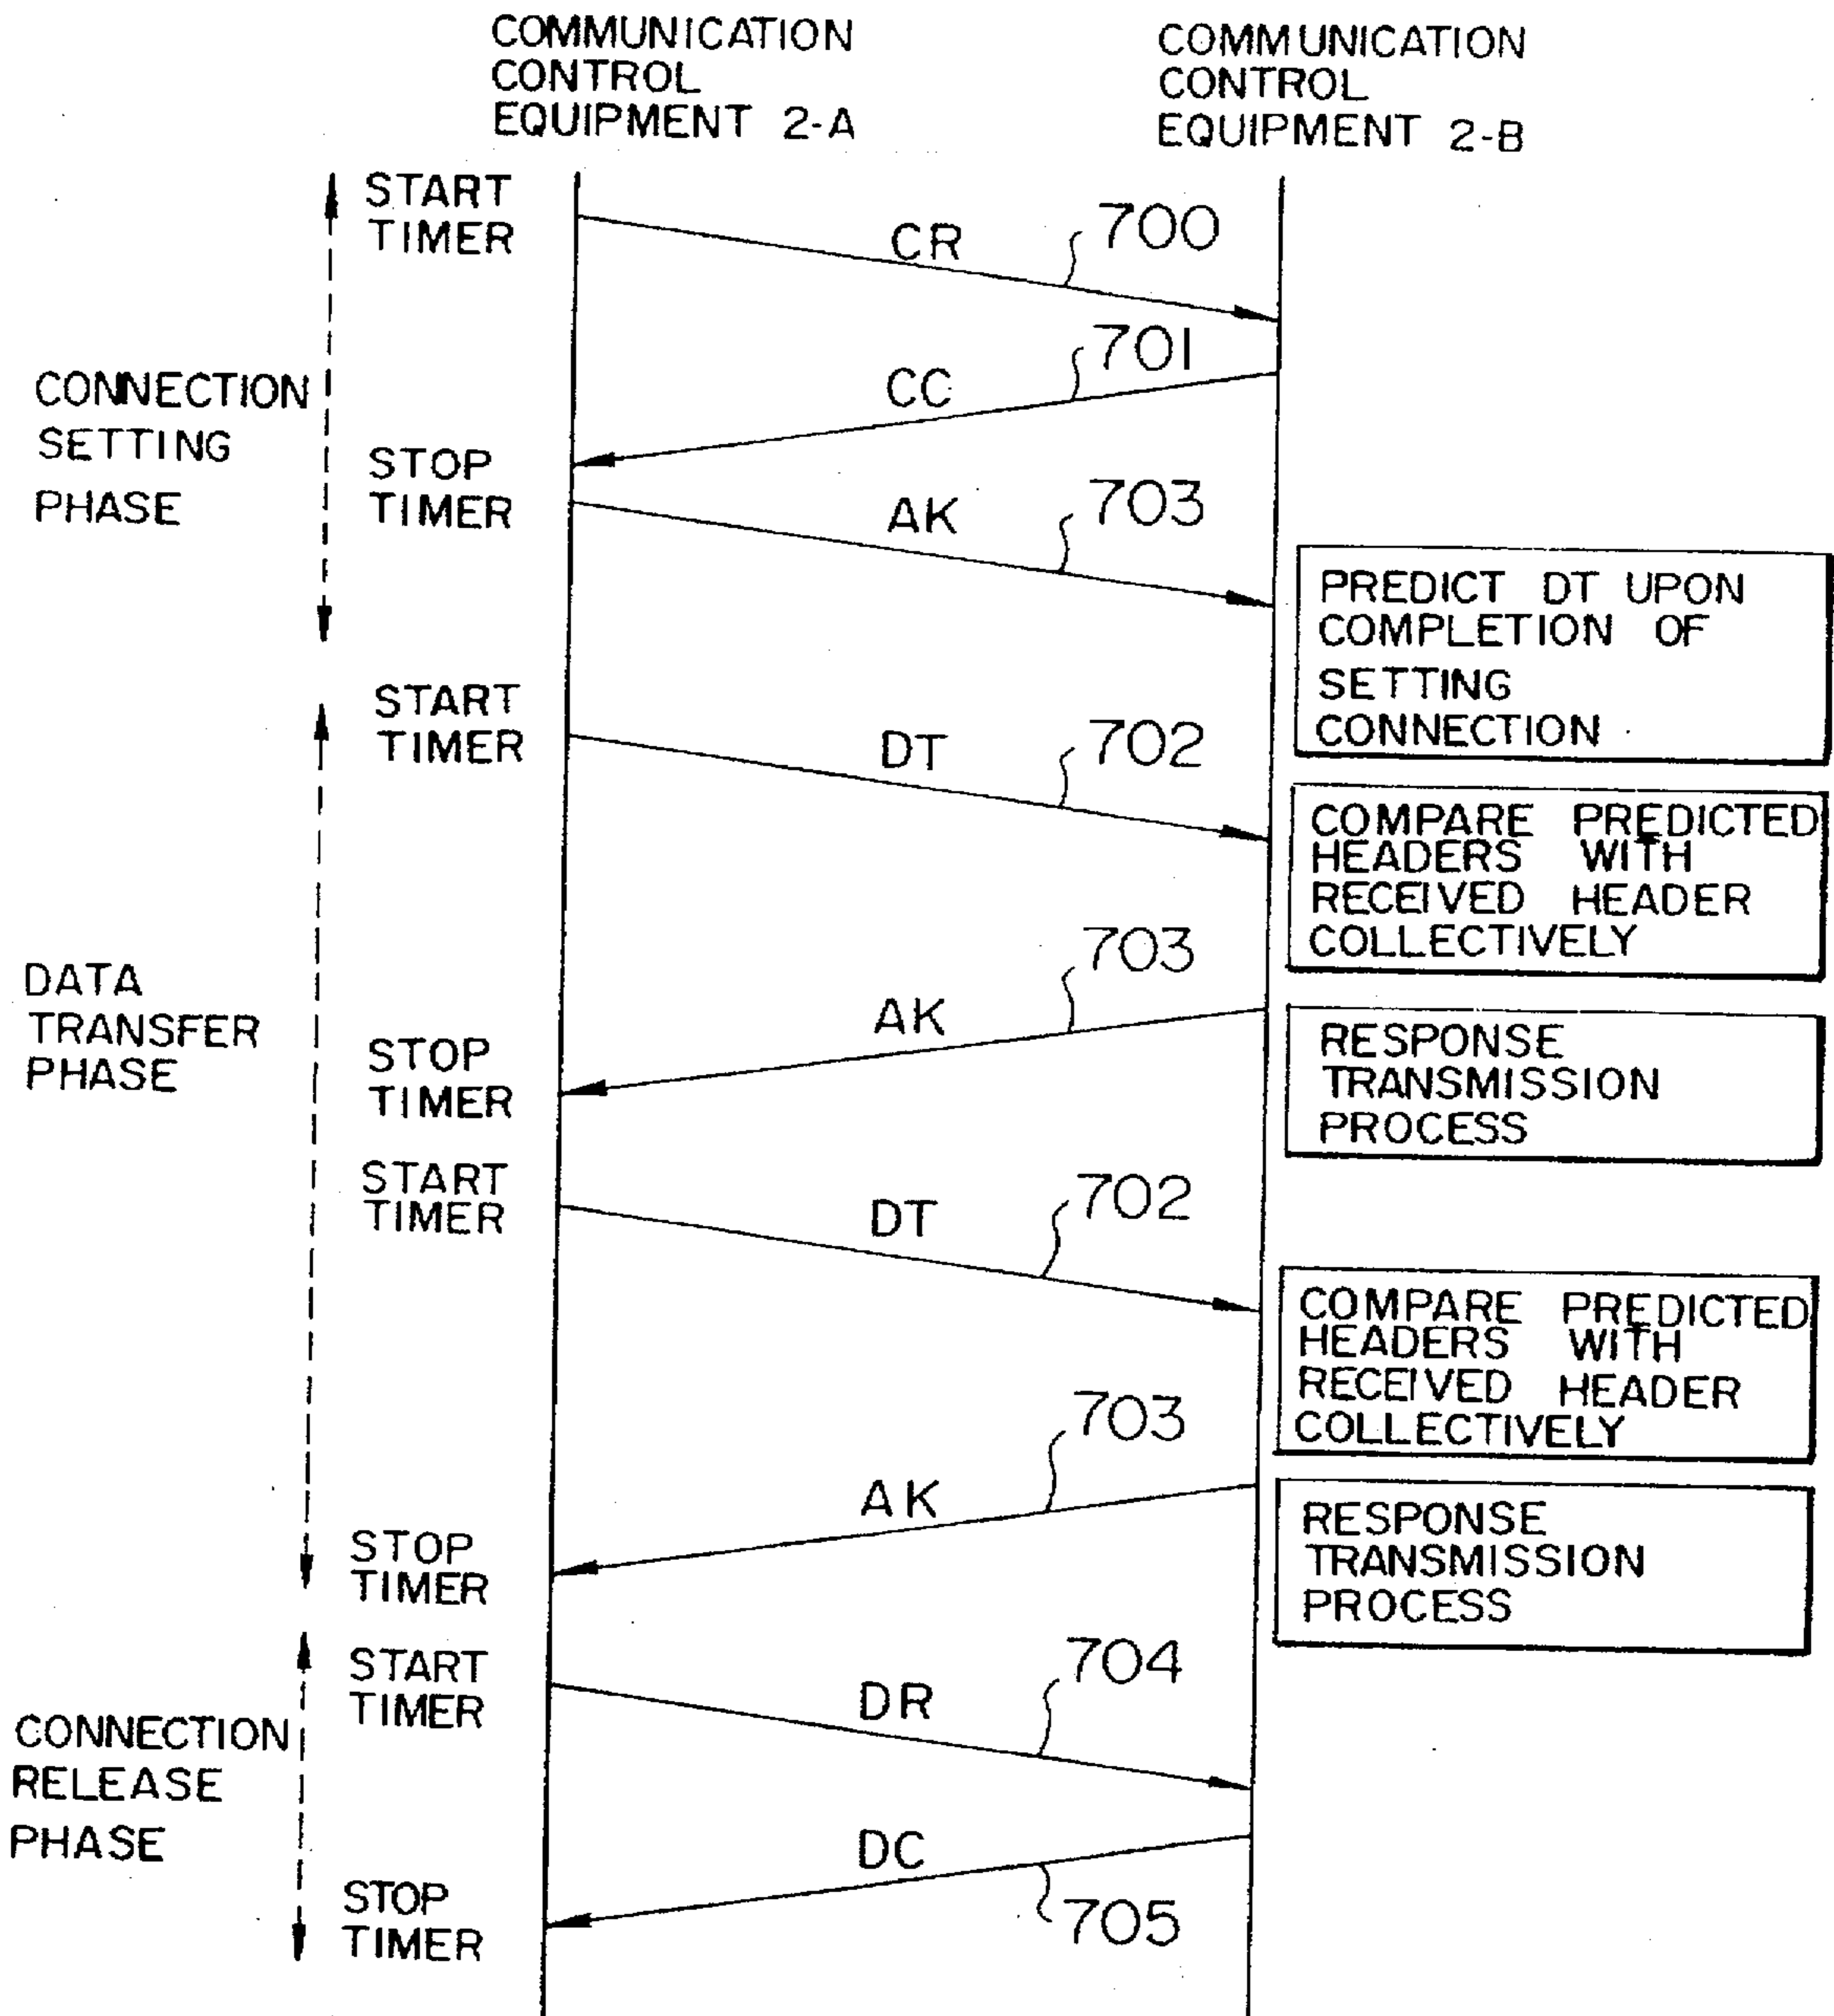 COMMUNICATION
CONTROL
EQUIPMENT 2-A
COMMUNICATION
CONTROL
EQUIPMENT 2-B
START
TIMER
CR
700
CC
701
CONNECTION
SETTING
PHASE
STOP
TIMER
AK
703
PREDICT DT UPON
COMPLETION OF
SETTING
CONNECTION
START
TIMER
DT
702
COMPARE PREDICTED
HEADERS WITH
RECEIVED HEADER
COLLECTIVELY
DATA
TRANSFER
PHASE
703
AK
STOP
TIMER
RESPONSE
TRANSMISSION
PROCESS
START
TIMER
DT
702
COMPARE PREDICTED
HEADERS WITH
RECEIVED HEADER
COLLECTIVELY
703
AK
STOP
TIMER
RESPONSE
TRANSMISSION
PROCESS
START
TIMER
DR
704
CONNECTION
RELEASE
PHASE
DC
705
STOP
TIMER